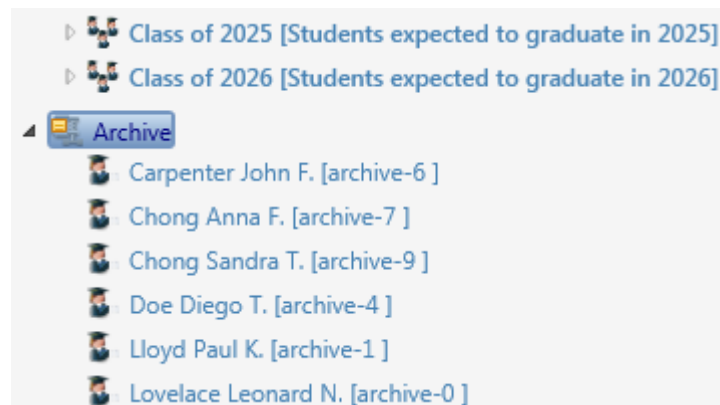 Class of 2025 [Students expected to graduate in 2025]
Class of 2026 [Students expected to graduate in 2026]
Archive
Carpenter John F. [archive-6 ]
Chong Anna F. [archive-7 ]
Chong Sandra T. [archive-9 ]
Doe Diego T. [archive-4 ]
Lloyd Paul K. [archive-1 ]
Lovelace Leonard N. [archive-0 ]